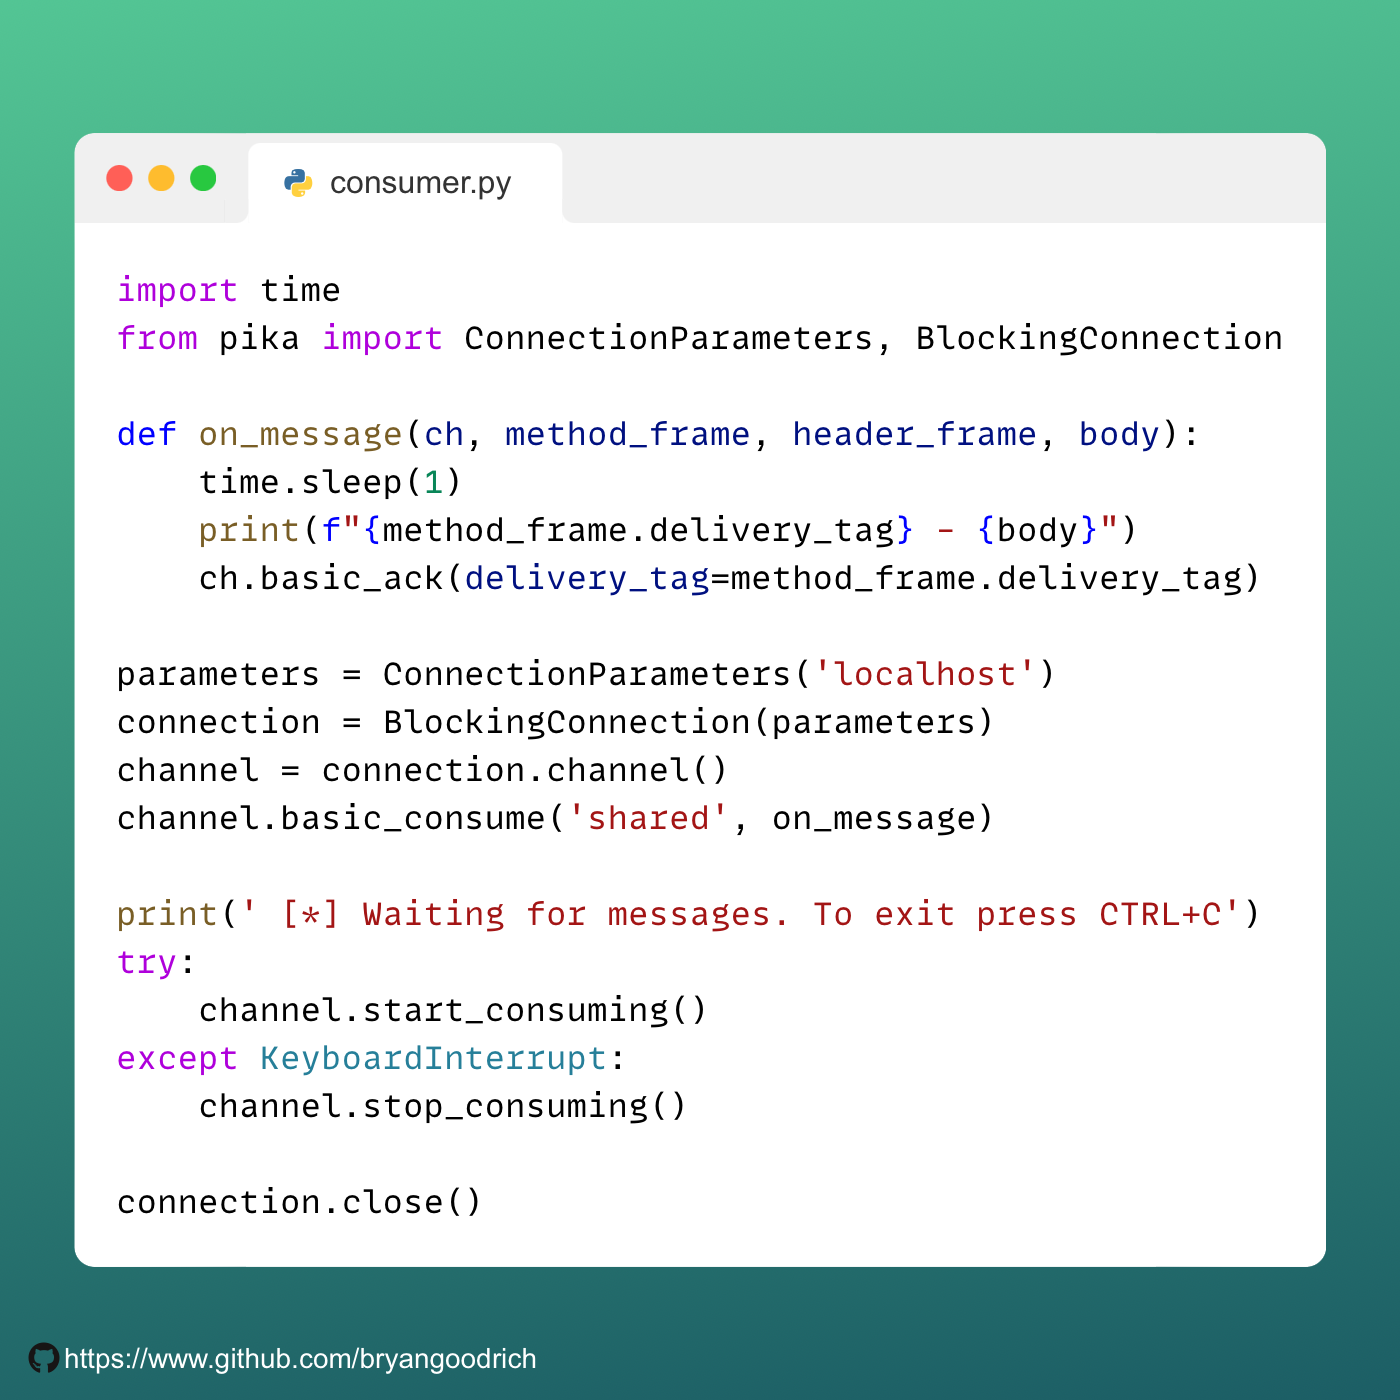 consumer.py
import time
from pika import ConnectionParameters, BlockingConnection
def on_message(ch, method_frame, header_frame, body):
    time.sleep(1)
    print(f"{method_frame.delivery_tag} - {body}")
    ch.basic_ack(delivery_tag=method_frame.delivery_tag)
parameters = ConnectionParameters('localhost')
connection = BlockingConnection(parameters)
channel = connection.channel()
channel.basic_consume('shared', on_message)
print(' [*] Waiting for messages. To exit press CTRL+C')
try:
    channel.start_consuming()
except KeyboardInterrupt:
    channel.stop_consuming()
connection.close()
https://www.github.com/bryangoodrich